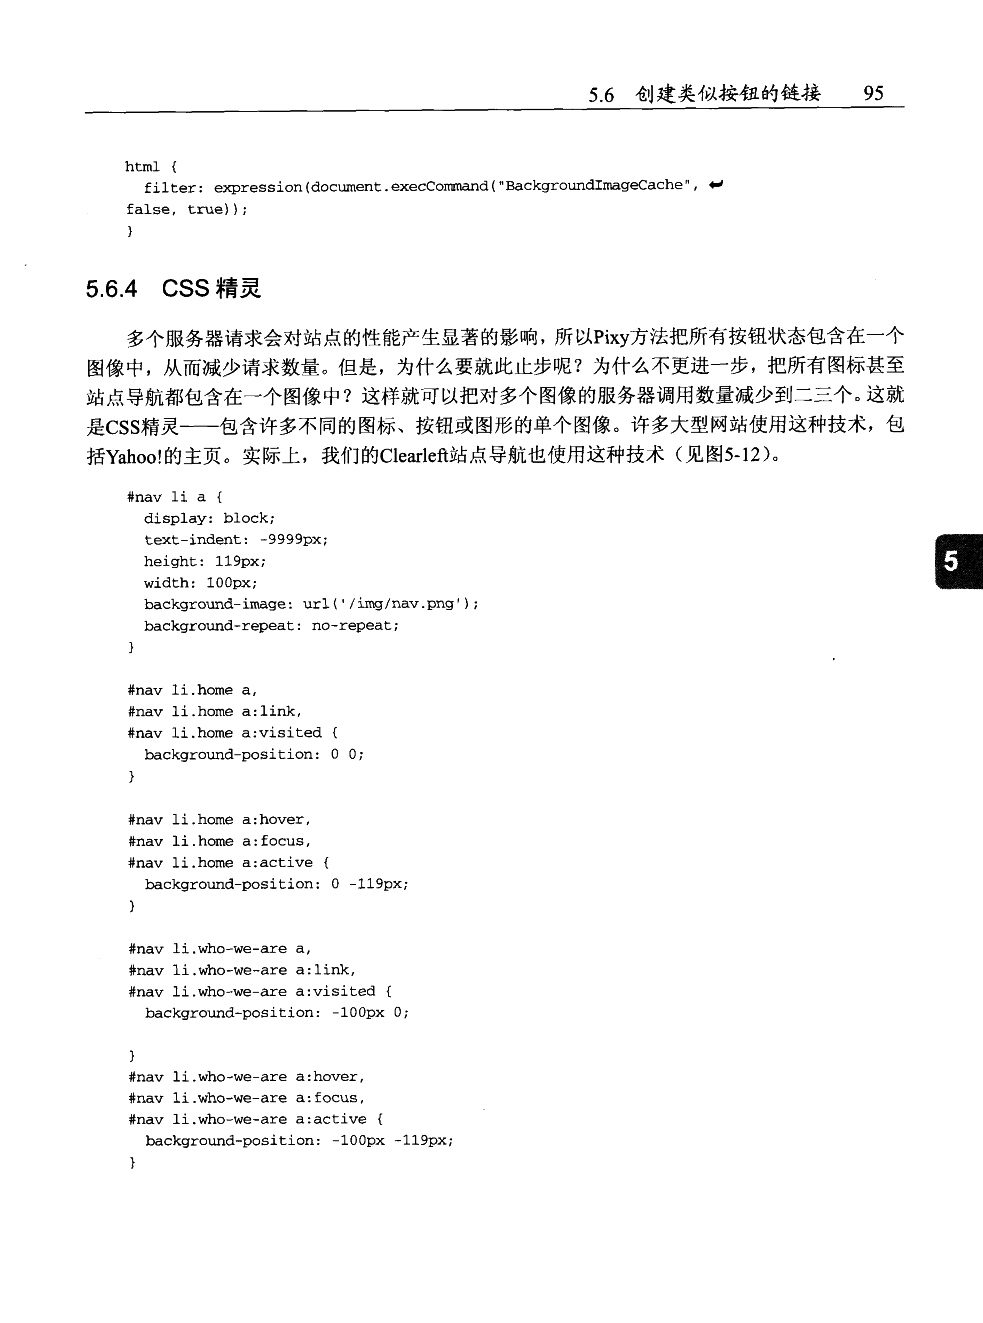 5.6 创建类似按钮的链接 95
html {
filter: expression(document.execCommand("BackgroundImageCache", ↵
false, true));
}
5.6.4 CSS 精灵
多个服务器请求会对站点的性能产生显著的影响，所以Pixy方法把所有按钮状态包含在一个
图像中，从而减少请求数量。但是，为什么要就此止步呢？为什么不更进一步，把所有图标甚至
站点导航都包含在一个图像中？这样就可以把对多个图像的服务器调用数量减少到二三个。这就
是CSS精灵——包含许多不同的图标、按钮或图形的单个图像。许多大型网站使用这种技术，包
括Yahoo!的主页。实际上，我们的Clearleft站点导航也使用这种技术（见图5-12）。
#nav li a {
display: block;
text-indent: -9999px;
height: 119px;
width: 100px;
background-image: url('/img/nav.png');
background-repeat: no-repeat;
}
#nav li.home a,
#nav li.home a:link,
#nav li.home a:visited {
background-position: 0 0;
}
#nav li.home a:hover,
#nav li.home a:focus,
#nav li.home a:active {
background-position: 0 -119px;
}
#nav li.who-we-are a,
#nav li.who-we-are a:link,
#nav li.who-we-are a:visited {
background-position: -100px 0;
}
#nav li.who-we-are a:hover,
#nav li.who-we-are a:focus,
#nav li.who-we-are a:active {
background-position: -100px -119px;
}
5